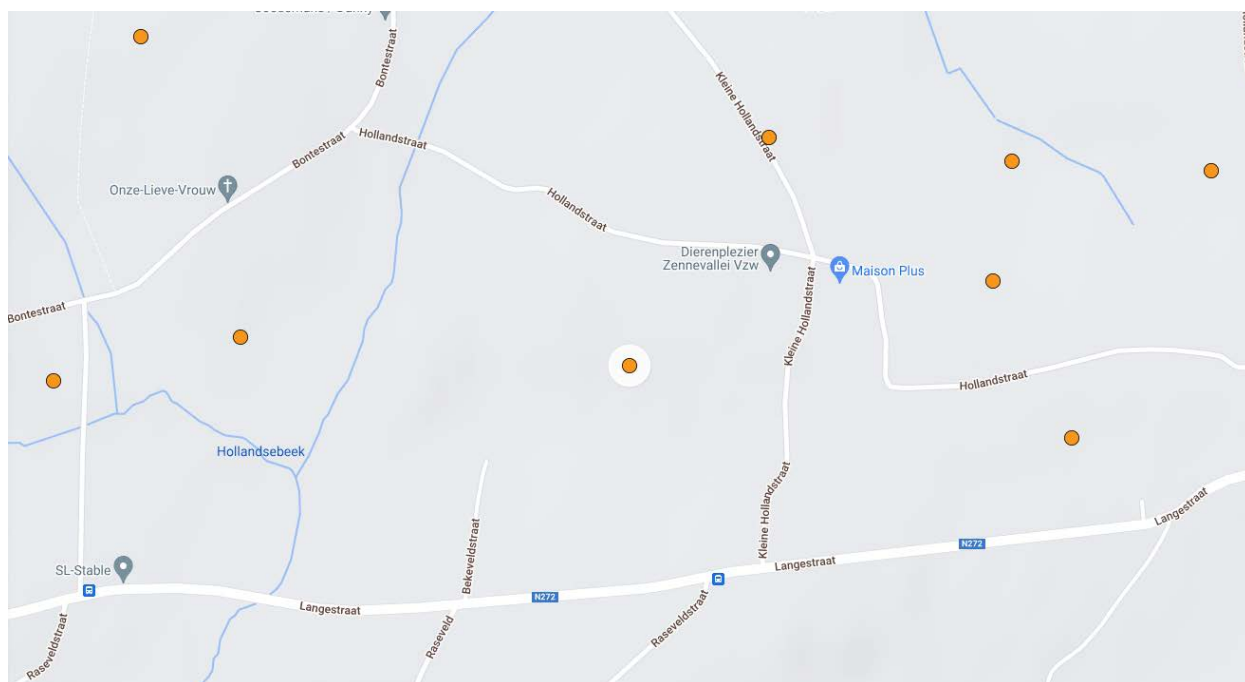 Bontestraat
Kleine Hollandstraat
Hollandstraat
Bontestraat
Onze-Lieve-Vrouw
Hollandstraat
Dierenplezier
Zennevallei Vzw
Maison Plus
Bontestraat
Kleine Hollandstraat
Hollandstraat
Hollandsebeek
Kleine Hollandstraat
Langestraat
Bekeveldstraat
N272
Langestraat
SL-Stable
N272
Langestraat
Raseveldstraat
Raseveld
Raseveldstraat